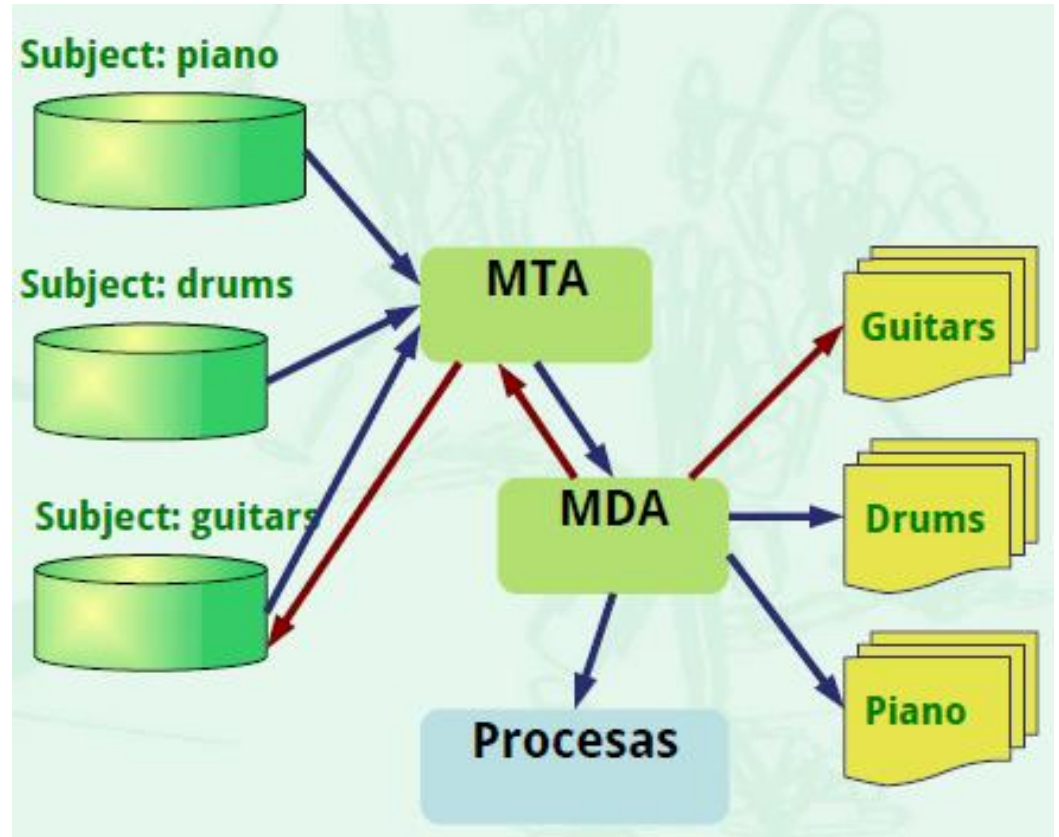 Subject: piano
Subject: drums
Subject: guitars
MTA
MDA
Procesas
Guitars
Drums
Piano